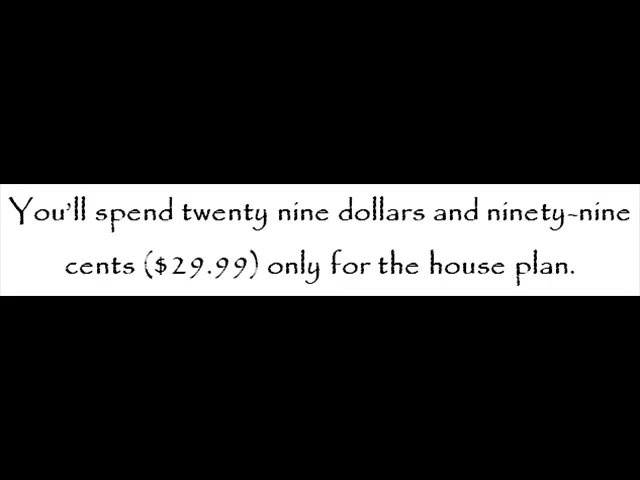 You'll spend twenty nine dollars and ninety-nine
cents ($29.99) only for the house plan.